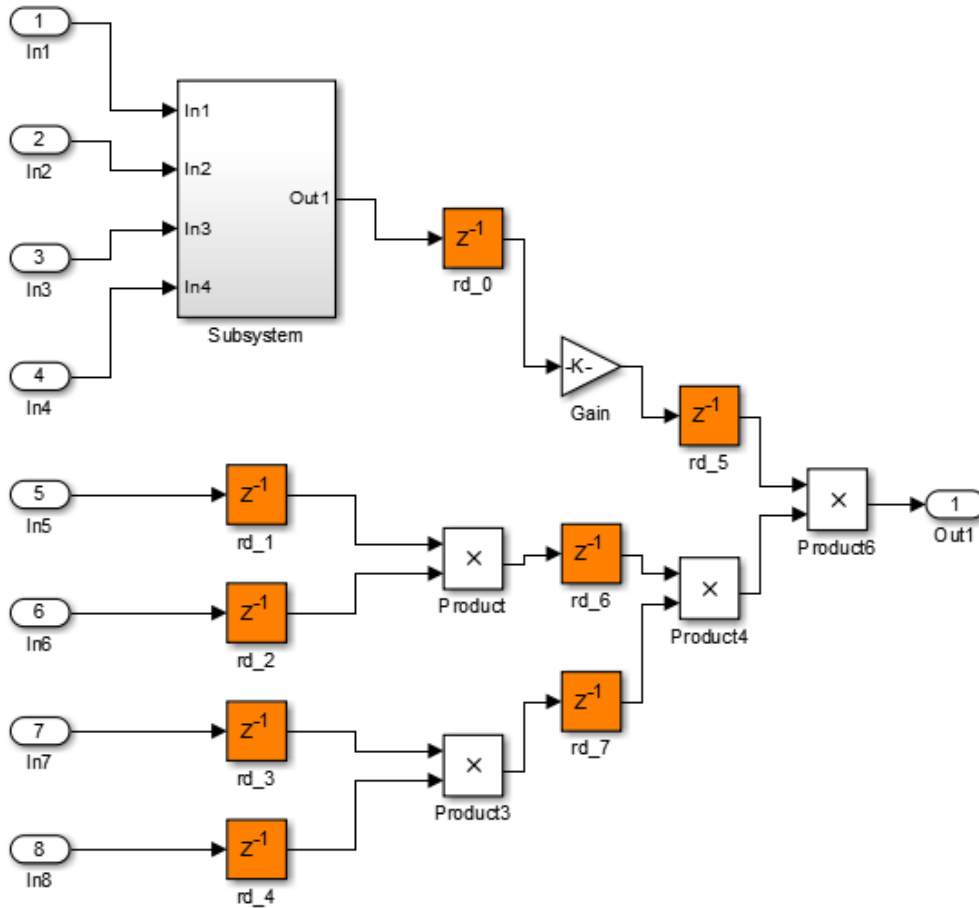 1
In1
2
In2
3
In3
4
In4
In1
In2
In3
In4
Out1
Subsystem
Z-1
rd_0
-K-
Gain
Z-1
rd_5
5
In5
Z-1
rd_1
6
In6
Z-1
rd_2
×
Product
Z-1
rd_6
×
Product4
×
Product6
1
Out1
7
In7
Z-1
rd_3
8
In8
Z-1
rd_4
×
Product3
Z-1
rd_7